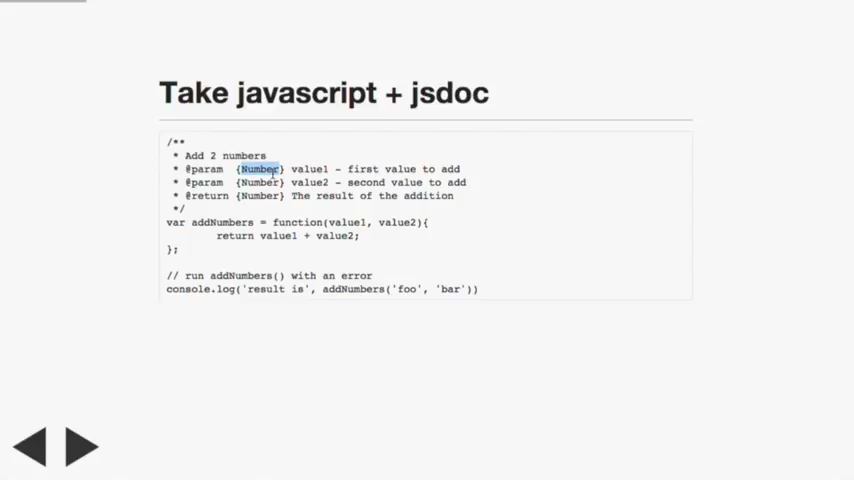 Take javascript + jsdoc
/**
 * Add 2 numbers
 * @param  {Number} value1 - first value to add
 * @param  {Number} value2 - second value to add
 * @return {Number} The result of the addition
 */
var addNumbers = function(value1, value2){
        return value1 + value2;
};
// run addNumbers() with an error
console.log('result is', addNumbers('foo', 'bar'))